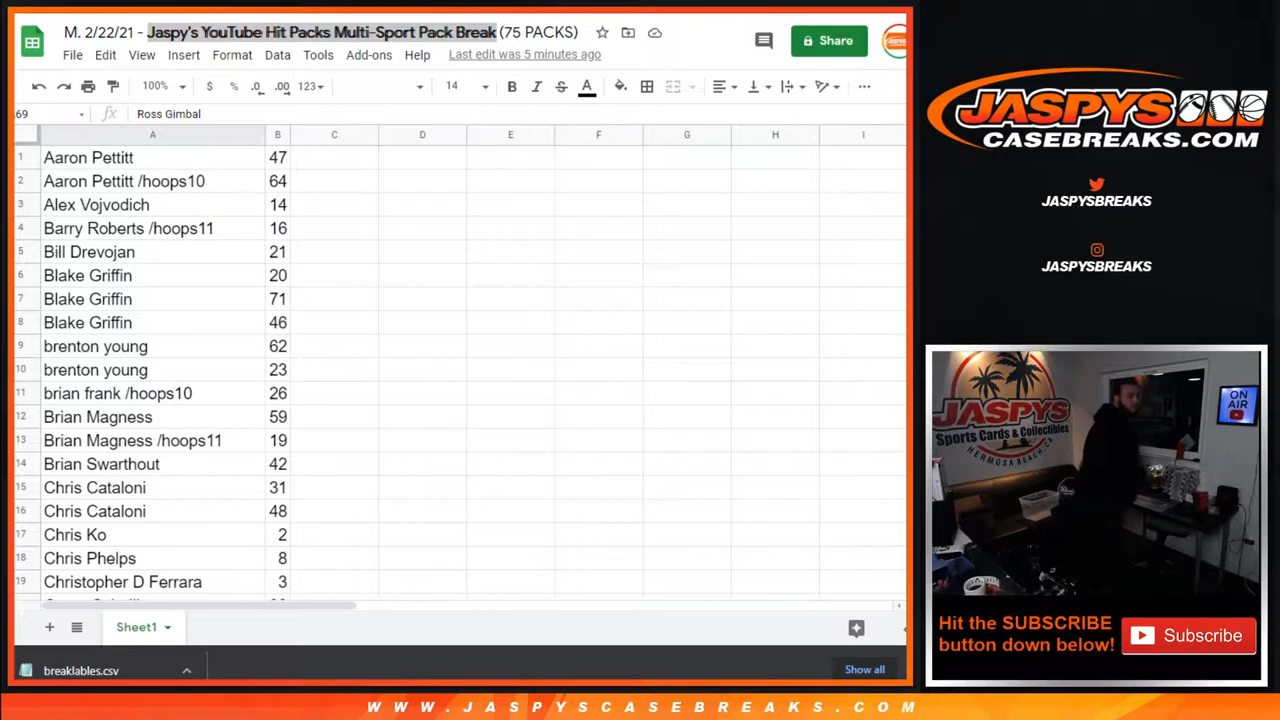 M. 2/22/21 - Jaspy's YouTube Hit Packs Multi-Sport Pack Break (75 PACKS)
File Edit View Insert Format Data Tools Add-ons Help Last edit was 5 minutes ago
Share
100% $ % .0 .00 123 14 B I S A
69 fx Ross Gimbal
A B C D E F G H I
1 Aaron Pettitt 47
2 Aaron Pettitt /hoops10 64
3 Alex Vojvodich 14
4 Barry Roberts /hoops11 16
5 Bill Drevojan 21
6 Blake Griffin 20
7 Blake Griffin 71
8 Blake Griffin 46
9 brenton young 62
10 brenton young 23
11 brian frank /hoops10 26
12 Brian Magness 59
13 Brian Magness /hoops11 19
14 Brian Swarthout 42
15 Chris Cataloni 31
16 Chris Cataloni 48
17 Chris Ko 2
18 Chris Phelps 8
19 Christopher D Ferrara 3
+ Sheet1
breaklables.csv Show all
JASPYS
CASEBREAKS.COM
JASPYSBREAKS
JASPYSBREAKS
JASPYS
Sports Cards & Collectibles
HERMOSA BEACH, CA
ON
AIR
Hit the SUBSCRIBE
button down below!
Subscribe
WWW.JASPYSCASEBREAKS.COM